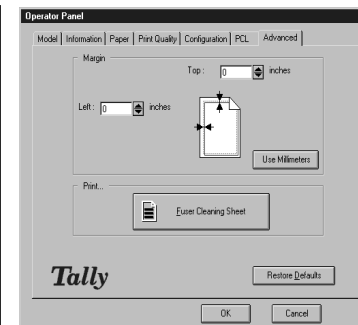 Operator Panel
Model Information Paper Print Quality Configuration PCL Advanced
Margin
Top : 0 inches
Left : 0 inches
Use Millimeters
Print...
Fuser Cleaning Sheet
Tally
Restore Defaults
OK Cancel